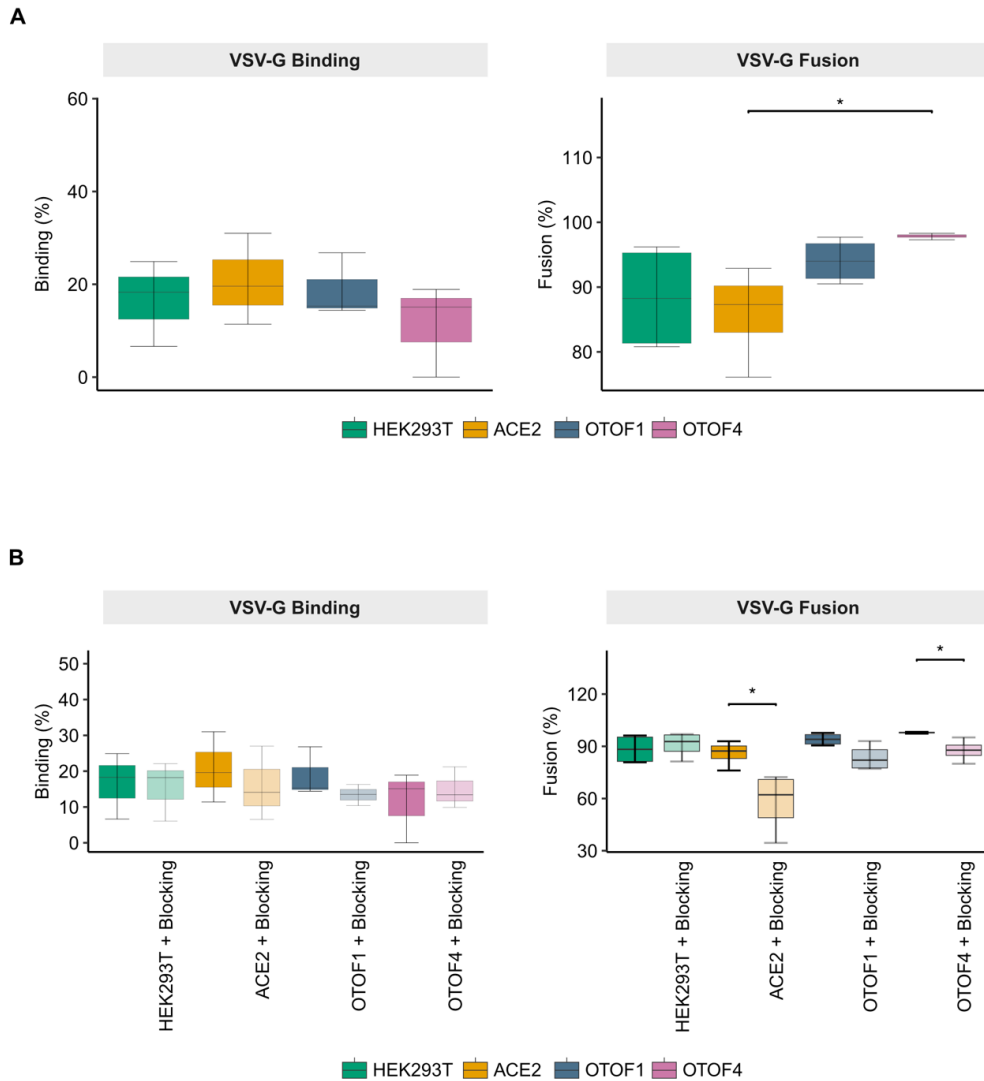 A
VSV-G Binding
VSV-G Fusion
60
40
20
0
Binding (%)
*
110
100
90
80
Fusion (%)
HEK293T ACE2 OTOF1 OTOF4
B
VSV-G Binding
VSV-G Fusion
50
40
30
20
10
0
Binding (%)
HEK293T + Blocking
ACE2 + Blocking
OTOF1 + Blocking
OTOF4 + Blocking
*
*
120
90
60
30
Fusion (%)
HEK293T + Blocking
ACE2 + Blocking
OTOF1 + Blocking
OTOF4 + Blocking
HEK293T ACE2 OTOF1 OTOF4